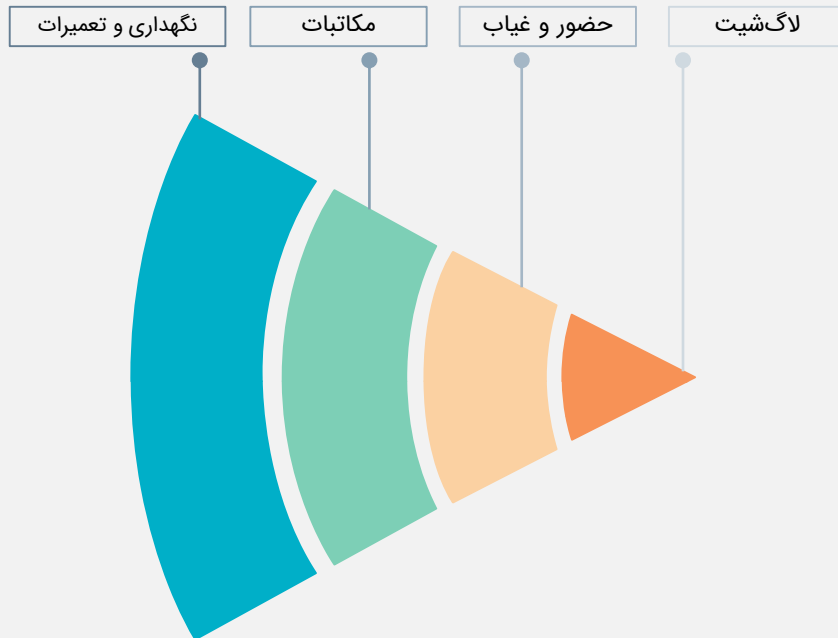 لاگ‌شیت
حضور و غیاب
مکاتبات
نگهداری و تعمیرات